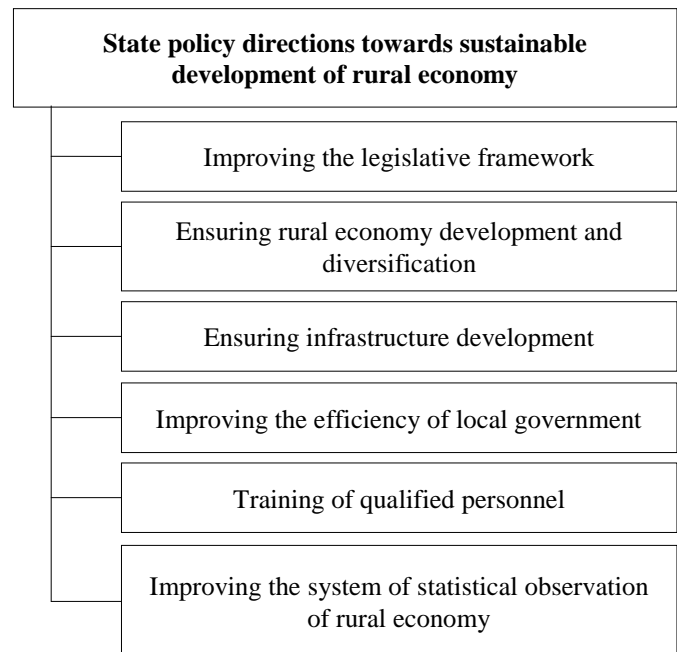 State policy directions towards sustainable
development of rural economy
Improving the legislative framework
Ensuring rural economy development and
diversification
Ensuring infrastructure development
Improving the efficiency of local government
Training of qualified personnel
Improving the system of statistical observation
of rural economy